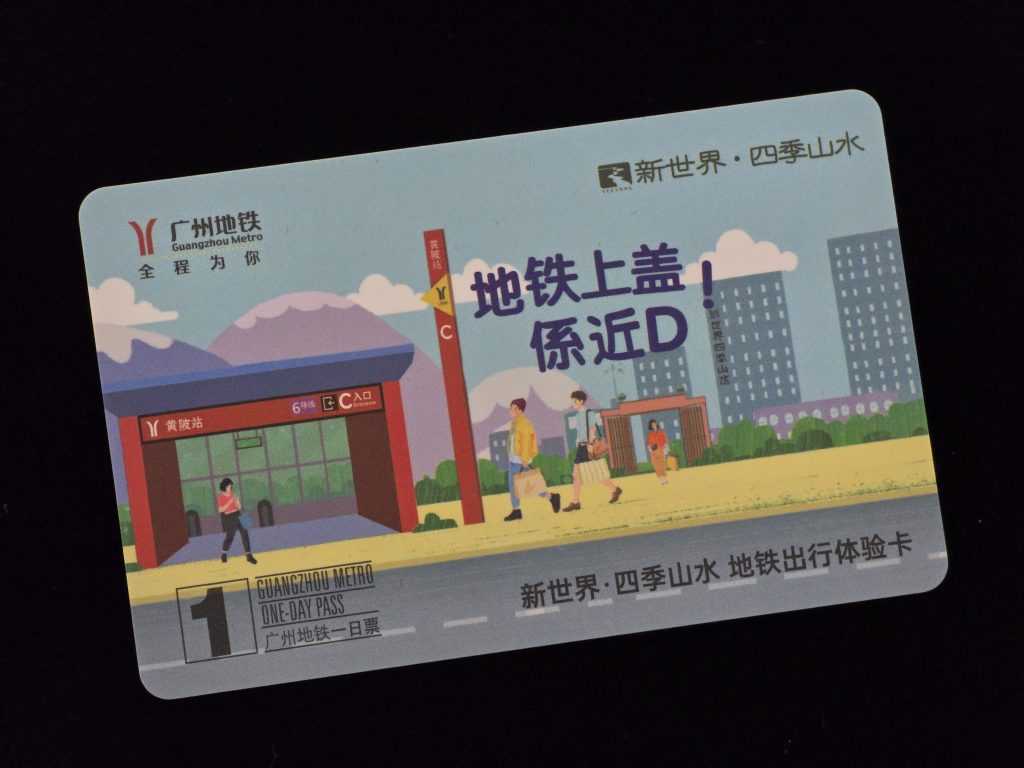 广州地铁
Guangzhou Metro
全程为你
SEASONS
新世界·四季山水
黄陂站
C
地铁上盖
係近D!
新世界四季山水
黄陂站
6号线
C入口
Entrance
1
GUANGZHOU METRO
ONE-DAY PASS
广州地铁一日票
新世界·四季山水 地铁出行体验卡